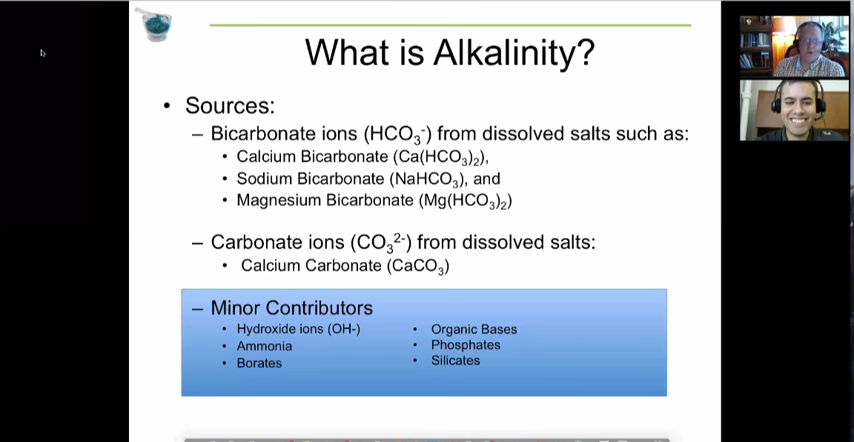 What is Alkalinity?
• Sources:
– Bicarbonate ions (HCO₃⁻) from dissolved salts such as:
• Calcium Bicarbonate (Ca(HCO₃)₂),
• Sodium Bicarbonate (NaHCO₃), and
• Magnesium Bicarbonate (Mg(HCO₃)₂)
– Carbonate ions (CO₃²⁻) from dissolved salts:
• Calcium Carbonate (CaCO₃)
– Minor Contributors
• Hydroxide ions (OH-)
• Ammonia
• Borates
• Organic Bases
• Phosphates
• Silicates